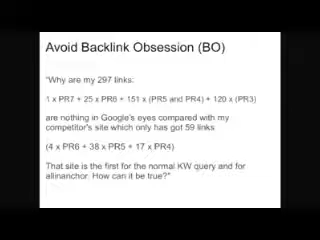 Avoid Backlink Obsession (BO)
"Why are my 297 links:
1 x PR7 + 25 x PR6 + 151 x (PR5 and PR4) + 120 x (PR3)
are nothing in Google's eyes compared with my
competitor's site which only has got 59 links
(4 x PR6 + 38 x PR5 + 17 x PR4)
That site is the first for the normal KW query and for
allinanchor. How can it be true?"